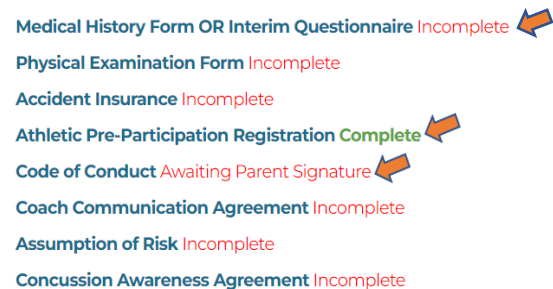 Medical History Form OR Interim Questionnaire Incomplete
Physical Examination Form Incomplete
Accident Insurance Incomplete
Athletic Pre-Participation Registration Complete
Code of Conduct Awaiting Parent Signature
Coach Communication Agreement Incomplete
Assumption of Risk Incomplete
Concussion Awareness Agreement Incomplete